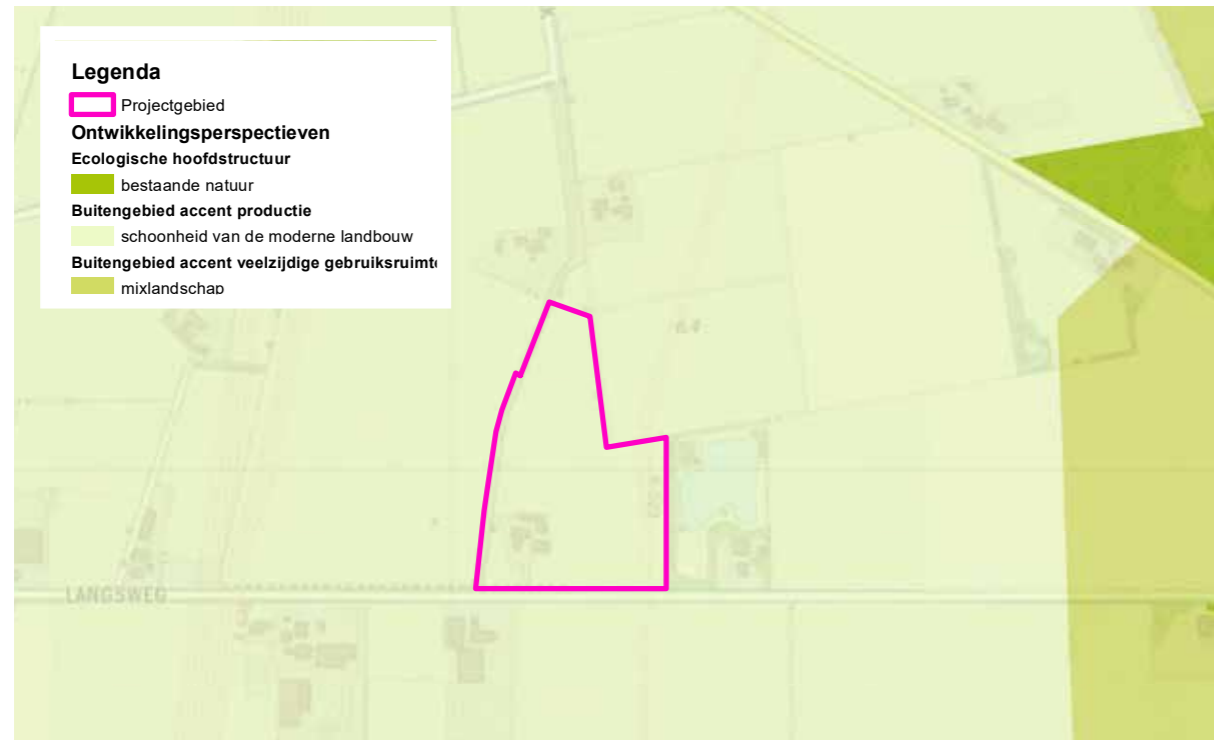 Legenda
Projectgebied
Ontwikkelingsperspectieven
Ecologische hoofdstructuur
bestaande natuur
Buitengebied accent productie
schoonheid van de moderne landbouw
Buitengebied accent veelzijdige gebruiksruimte
mixlandschap
LANGSWEG